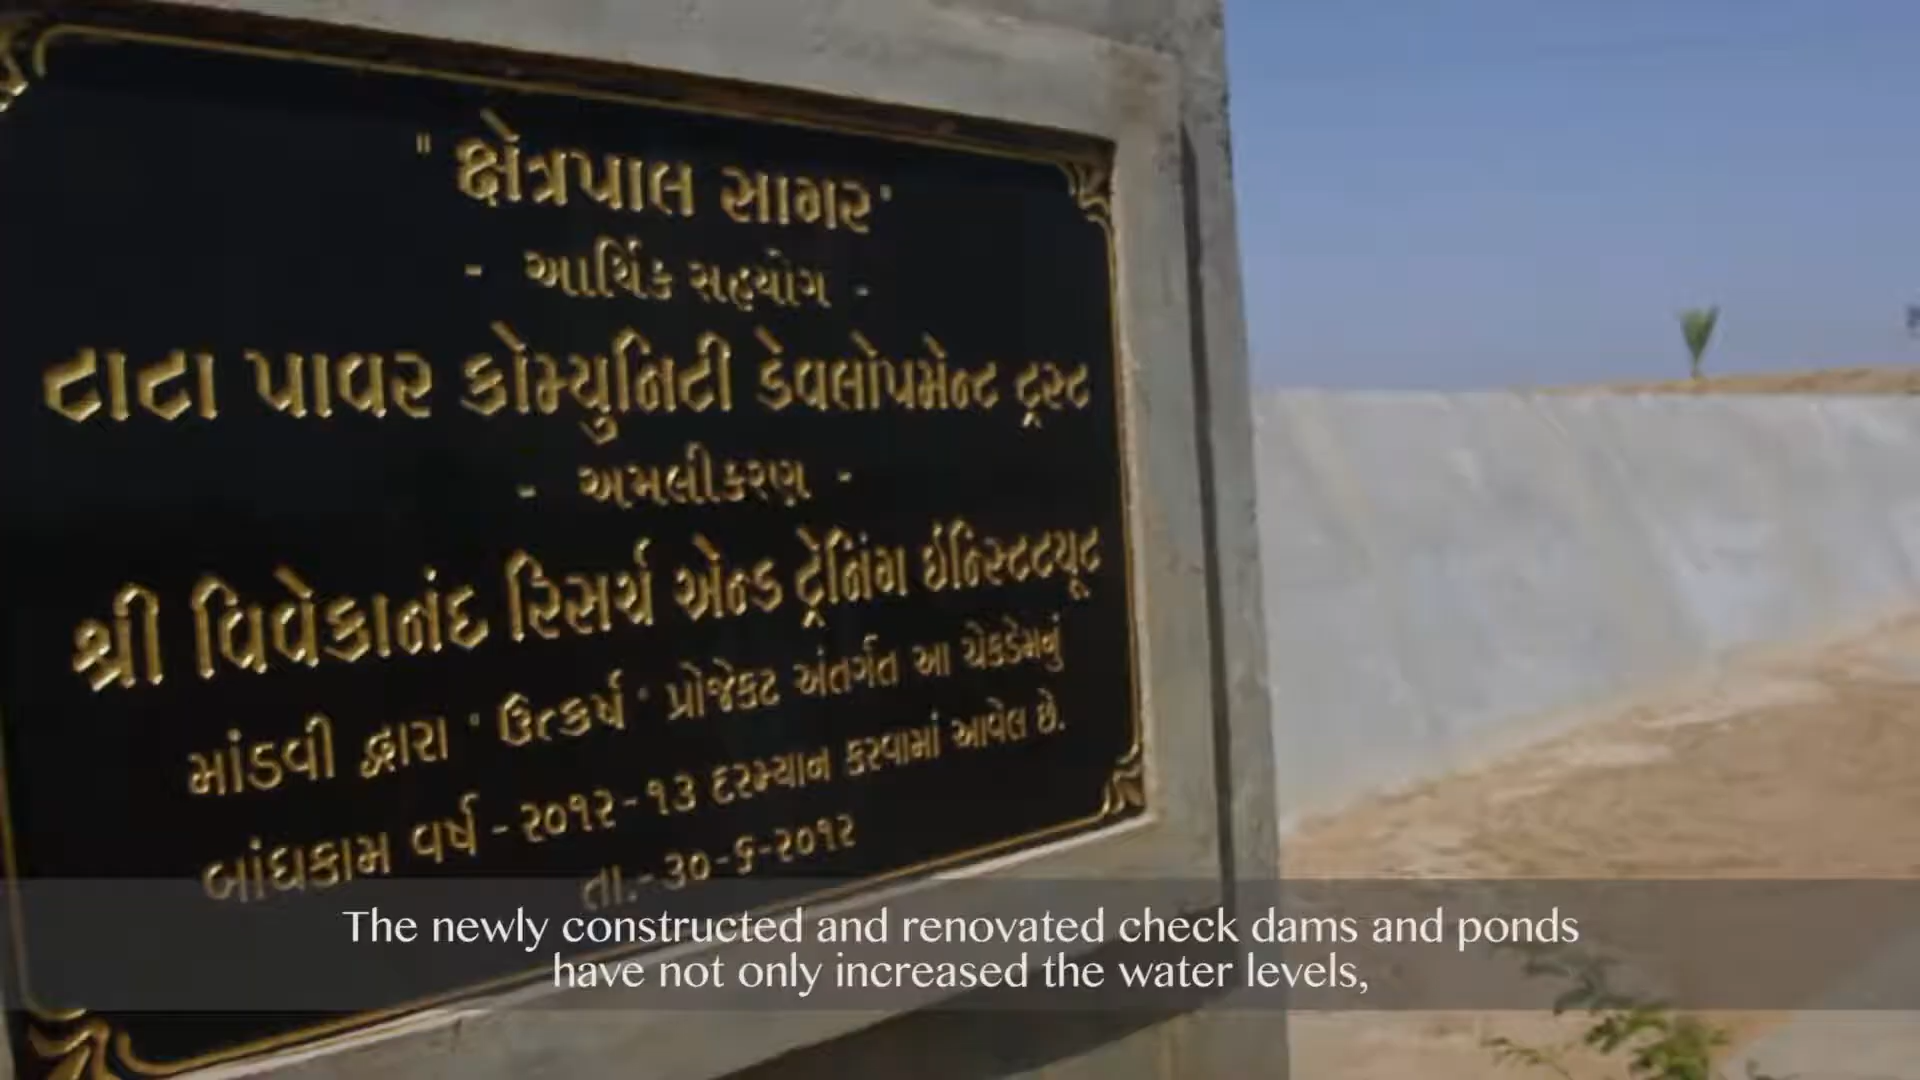 "ક્ષેત્રપાલ સાગર"
- આર્થિક સહયોગ -
ટાટા પાવર કોમ્યુનિટી ડેવલોપમેન્ટ ટ્રસ્ટ
- અમલીકરણ -
શ્રી વિવેકાનંદ રિસર્ચ એન્ડ ટ્રેનિંગ ઇન્સ્ટિટ્યૂટ
માંડવી દ્વારા "ઉત્કર્ષ" પ્રોજેકટ અંતર્ગત આ ચેકડેમનું
બાંધકામ વર્ષ - ૨૦૧૨-૧૩ દરમ્યાન કરવામાં આવેલ છે.
તા.-૩૦-૬-૨૦૧૨
The newly constructed and renovated check dams and ponds
have not only increased the water levels,